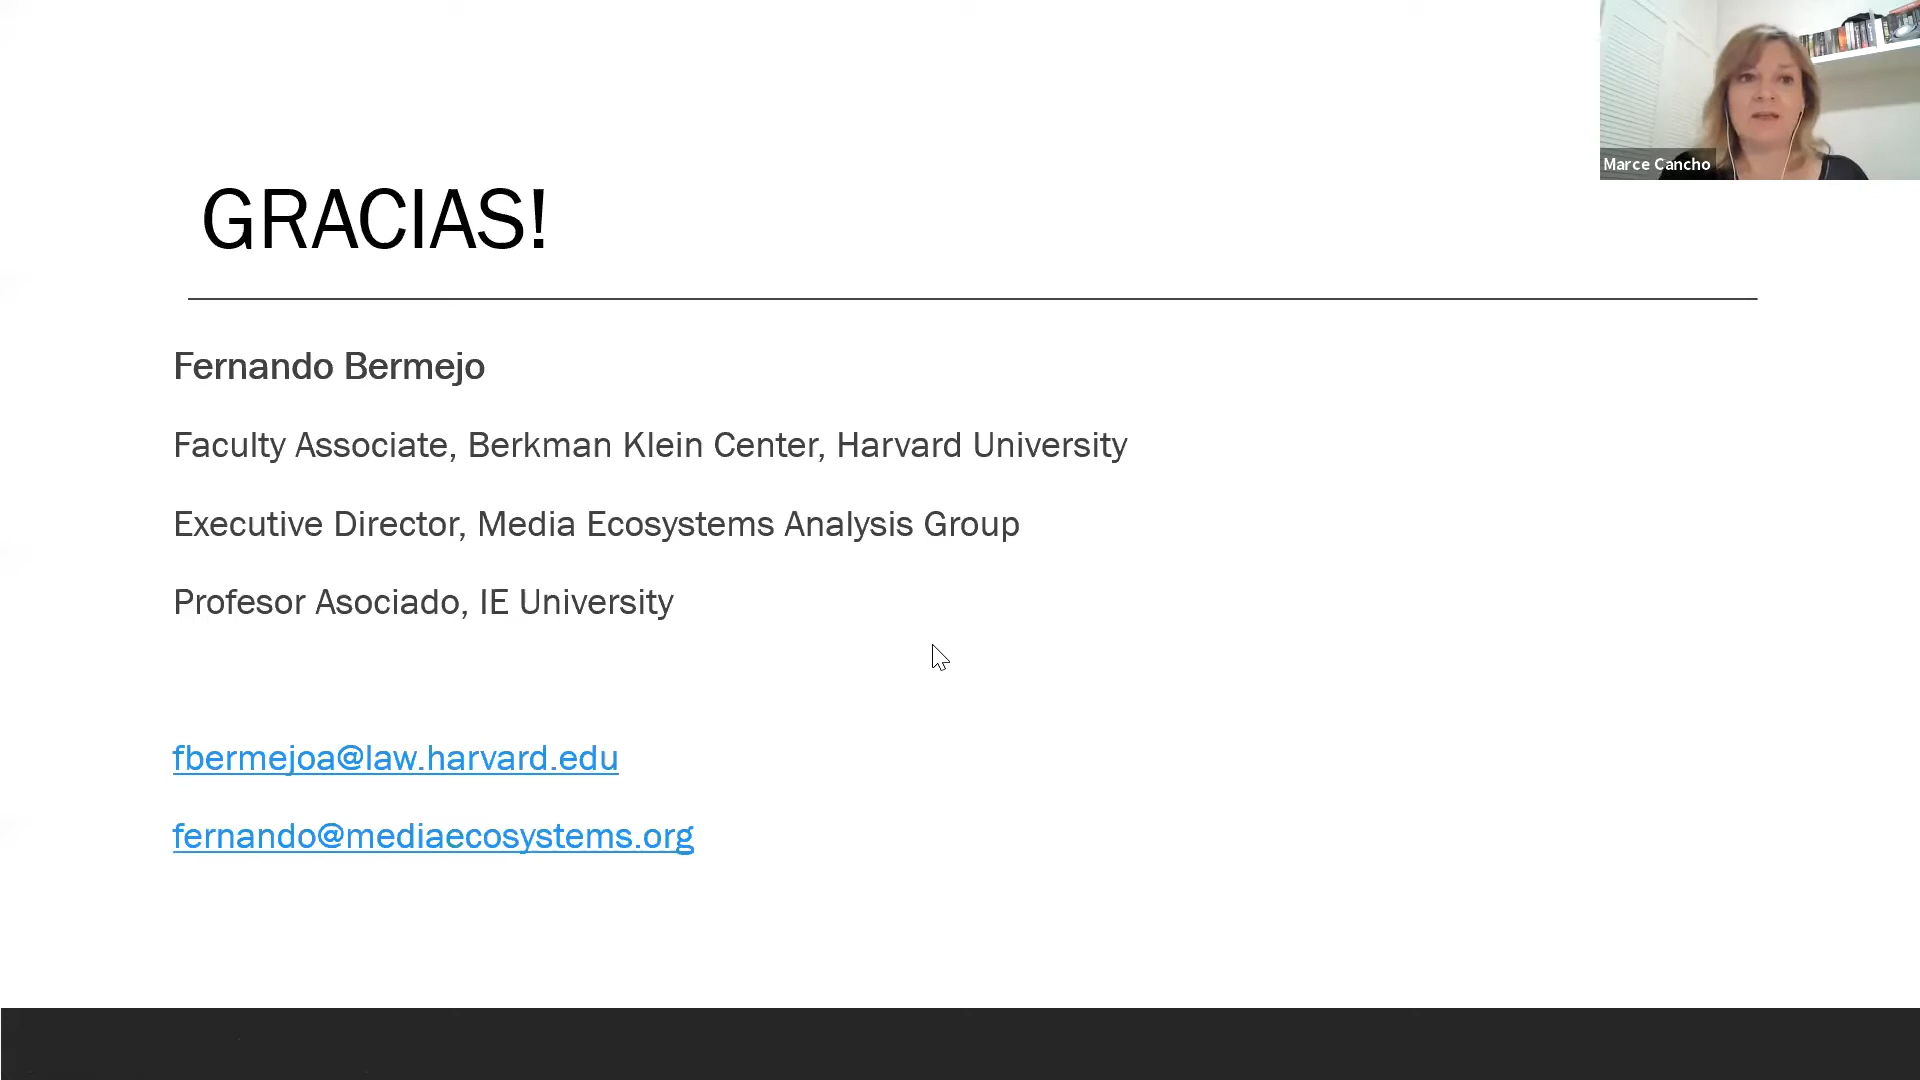 Marce Cancho
GRACIAS!
Fernando Bermejo
Faculty Associate, Berkman Klein Center, Harvard University
Executive Director, Media Ecosystems Analysis Group
Profesor Asociado, IE University
fbermejoa@law.harvard.edu
fernando@mediaecosystems.org